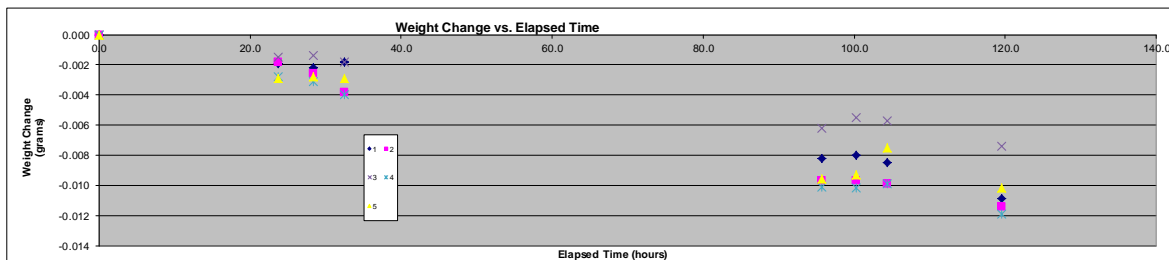 Weight Change vs. Elapsed Time
0.000
-0.002
-0.004
-0.006
-0.008
-0.010
-0.012
-0.014
0.0 20.0 40.0 60.0 80.0 100.0 120.0 140.0
Weight Change
(grams)
1 2
3 4
5
Elapsed Time (hours)